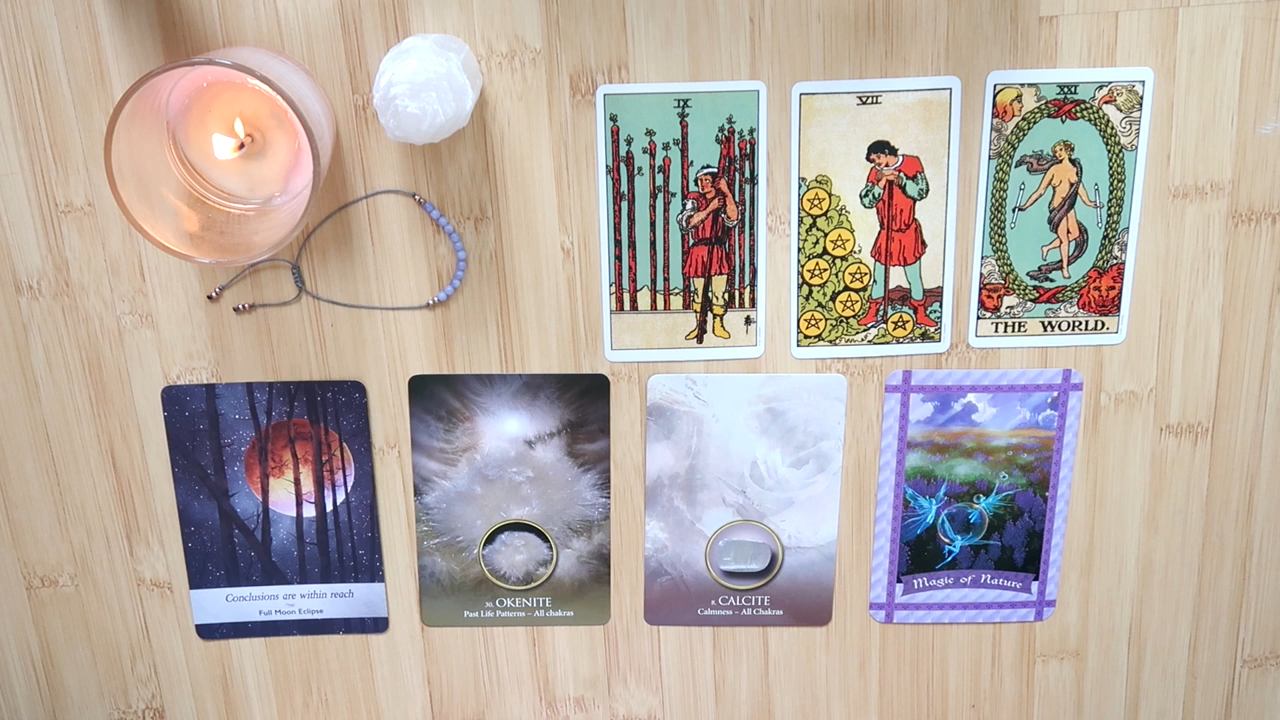 IX
VII
XXI
THE WORLD.
Conclusions are within reach
Full Moon Eclipse
30. OKENITE
Past Life Patterns – All chakras
8. CALCITE
Calmness – All Chakras
Magic of Nature